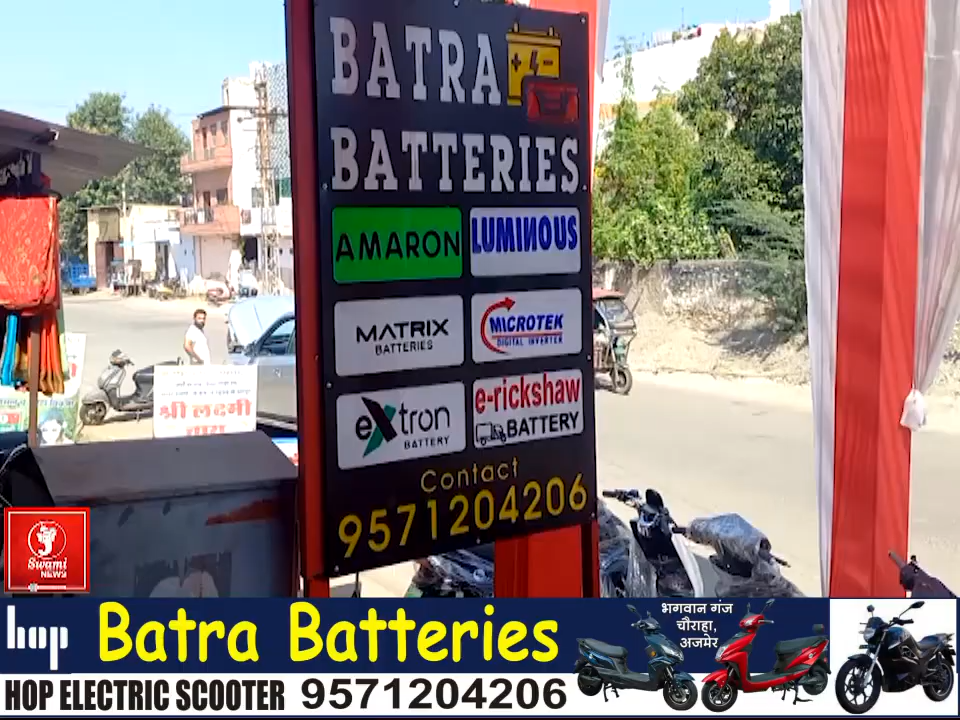 BATRA
BATTERIES
AMARON
LUMINOUS
MATRIX
BATTERIES
MICROTEK
DIGITAL INVERTER
extron
BATTERY
e-rickshaw
BATTERY
Contact
9571204206
श्री लक्ष्मी
Swami
NEWS
hop
Batra Batteries
भगवान गंज
चौराहा,
अजमेर
HOP ELECTRIC SCOOTER 9571204206